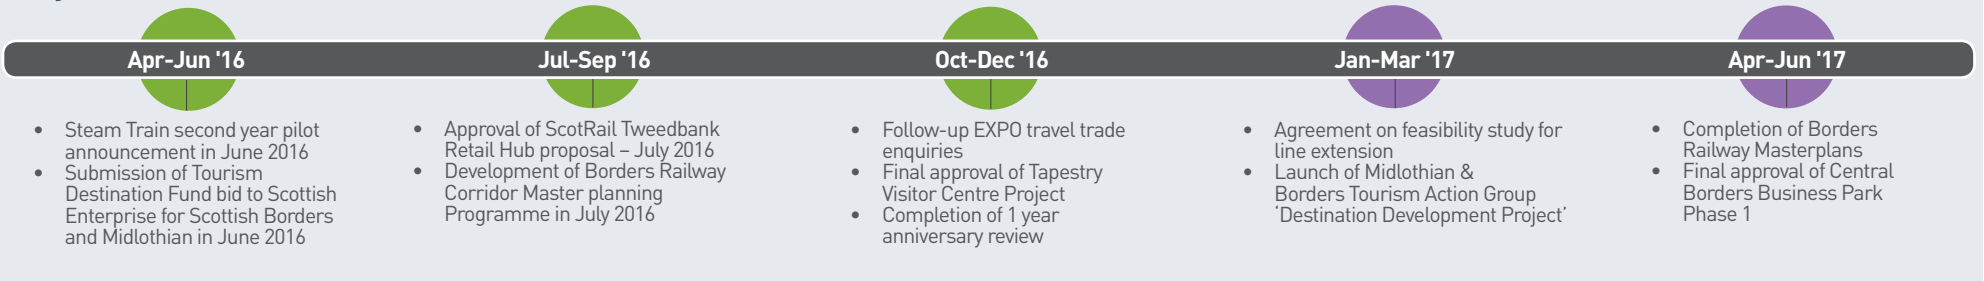 Apr-Jun '16
Jul-Sep '16
Oct-Dec '16
Jan-Mar '17
Apr-Jun '17
• Steam Train second year pilot
announcement in June 2016
• Submission of Tourism
Destination Fund bid to Scottish
Enterprise for Scottish Borders
and Midlothian in June 2016
• Approval of ScotRail Tweedbank
Retail Hub proposal – July 2016
• Development of Borders Railway
Corridor Master planning
Programme in July 2016
• Follow-up EXPO travel trade
enquiries
• Final approval of Tapestry
Visitor Centre Project
• Completion of 1 year
anniversary review
• Agreement on feasibility study for
line extension
• Launch of Midlothian &
Borders Tourism Action Group
‘Destination Development Project’
• Completion of Borders
Railway Masterplans
• Final approval of Central
Borders Business Park
Phase 1